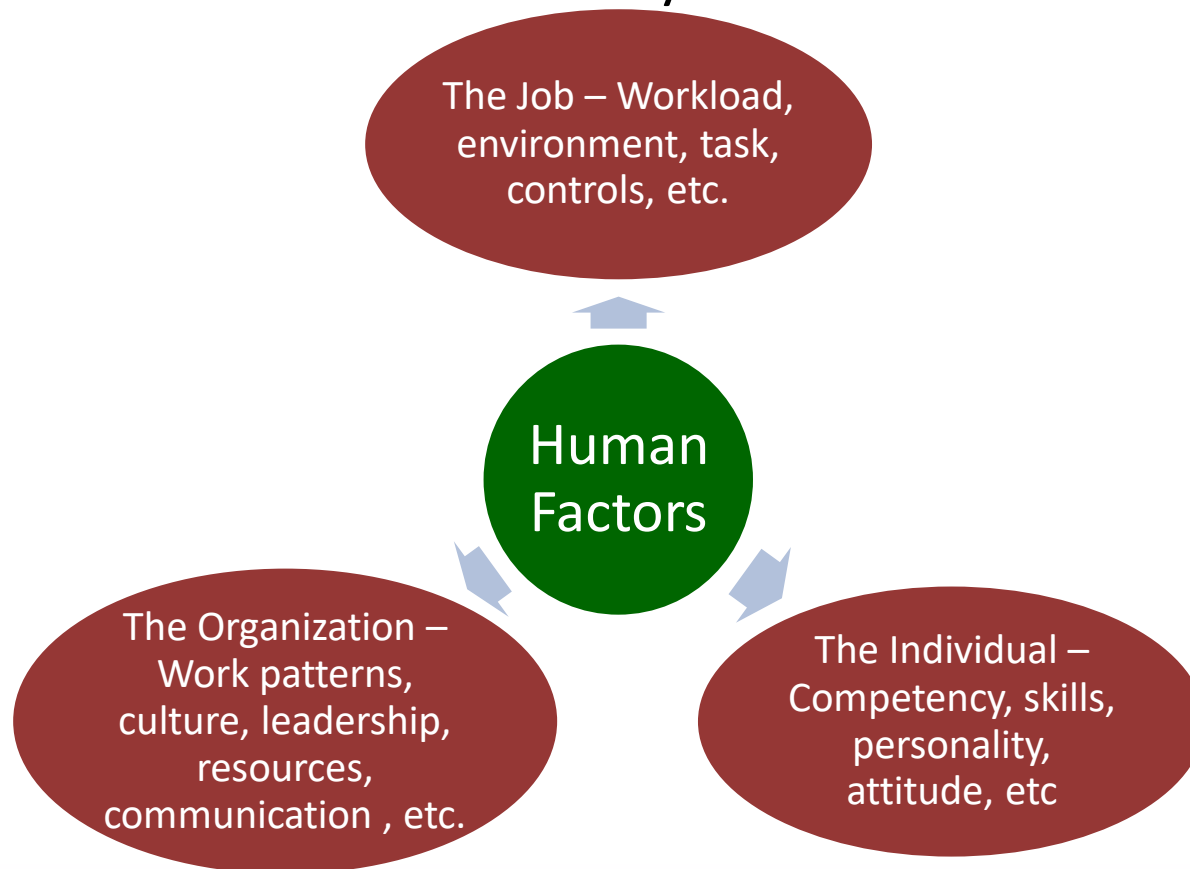 The Job – Workload,
environment, task,
controls, etc.
Human
Factors
The Organization –
Work patterns,
culture, leadership,
resources,
communication , etc.
The Individual –
Competency, skills,
personality,
attitude, etc